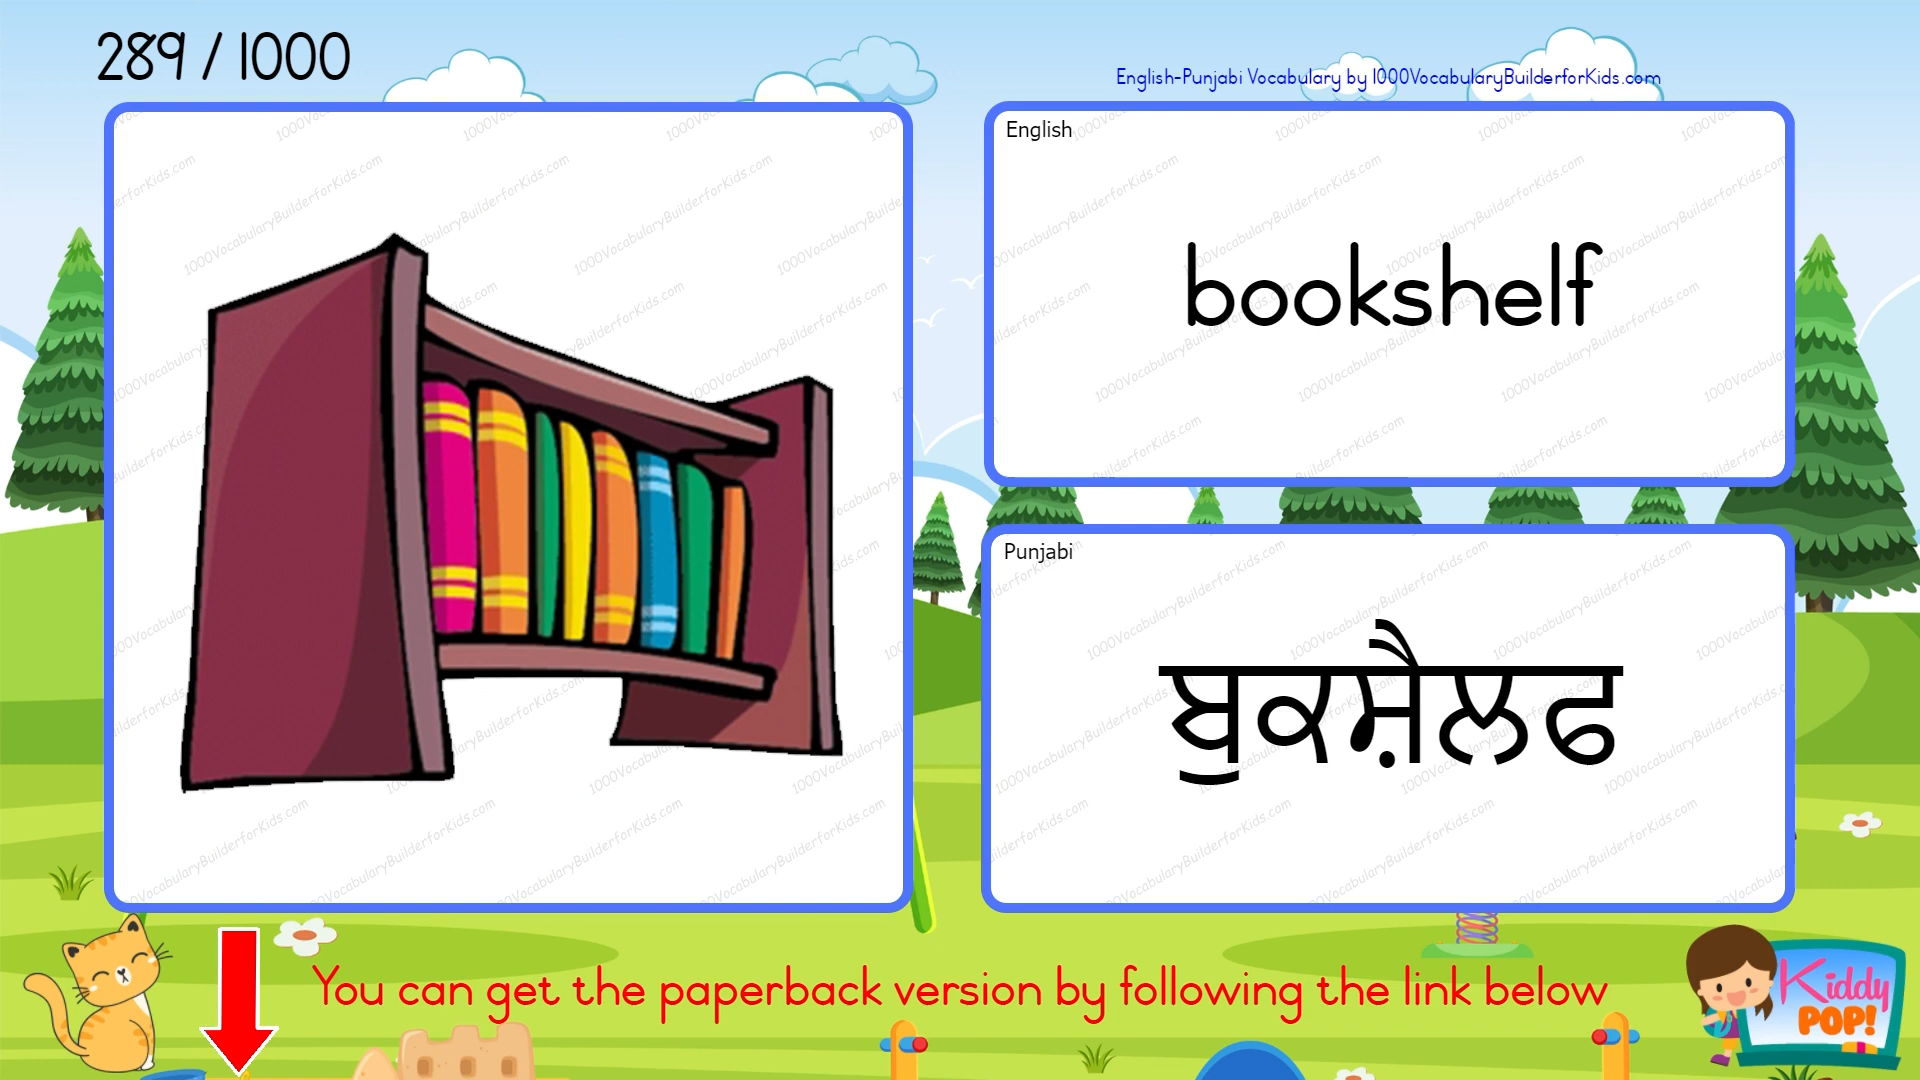 289 / 1000
English-Punjabi Vocabulary by 1000VocabularyBuilderforKids.com
English
bookshelf
Punjabi
ਬੁਕਸ਼ੈਲਫ
You can get the paperback version by following the link below
Kiddy
POP!